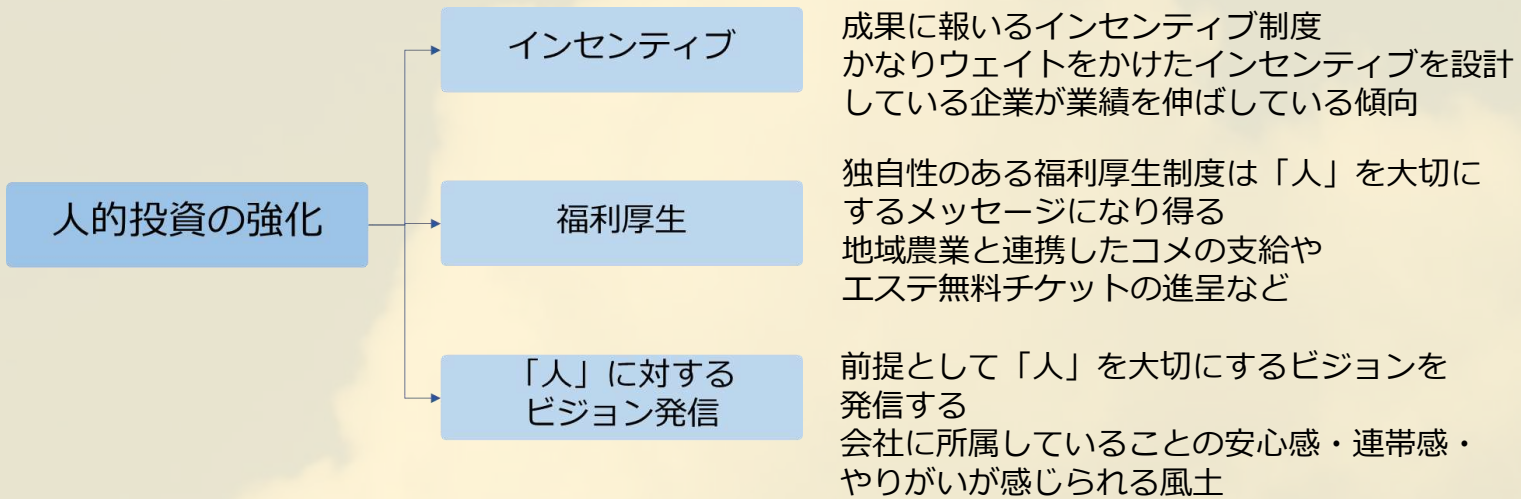 人的投資の強化
インセンティブ
成果に報いるインセンティブ制度
かなりウェイトをかけたインセンティブを設計
している企業が業績を伸ばしている傾向
福利厚生
独自性のある福利厚生制度は「人」を大切に
するメッセージになり得る
地域農業と連携したコメの支給や
エステ無料チケットの進呈など
「人」に対する
ビジョン発信
前提として「人」を大切にするビジョンを
発信する
会社に所属していることの安心感・連帯感・
やりがいが感じられる風土